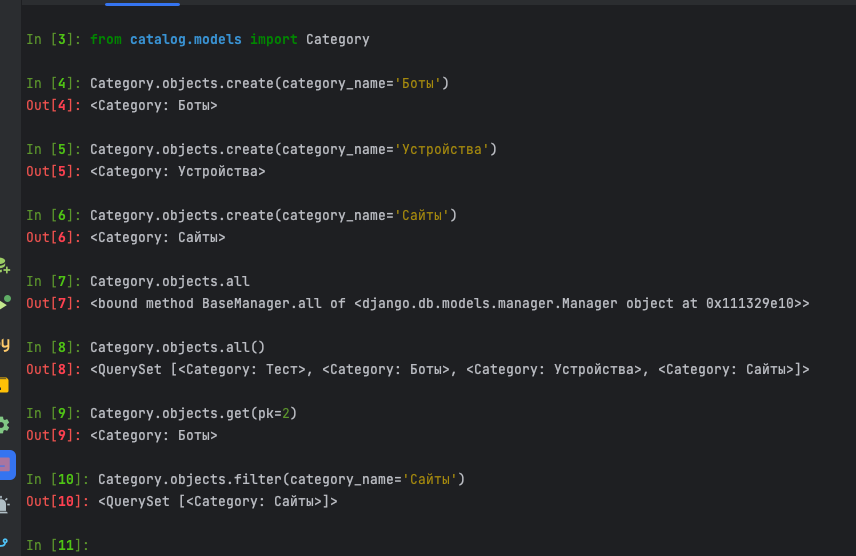 In [3]: from catalog.models import Category
In [4]: Category.objects.create(category_name='Боты')
Out[4]: <Category: Боты>
In [5]: Category.objects.create(category_name='Устройства')
Out[5]: <Category: Устройства>
In [6]: Category.objects.create(category_name='Сайты')
Out[6]: <Category: Сайты>
In [7]: Category.objects.all
Out[7]: <bound method BaseManager.all of <django.db.models.manager.Manager object at 0x111329e10>>
In [8]: Category.objects.all()
Out[8]: <QuerySet [<Category: Тест>, <Category: Боты>, <Category: Устройства>, <Category: Сайты>]>
In [9]: Category.objects.get(pk=2)
Out[9]: <Category: Боты>
In [10]: Category.objects.filter(category_name='Сайты')
Out[10]: <QuerySet [<Category: Сайты>]>
In [11]: